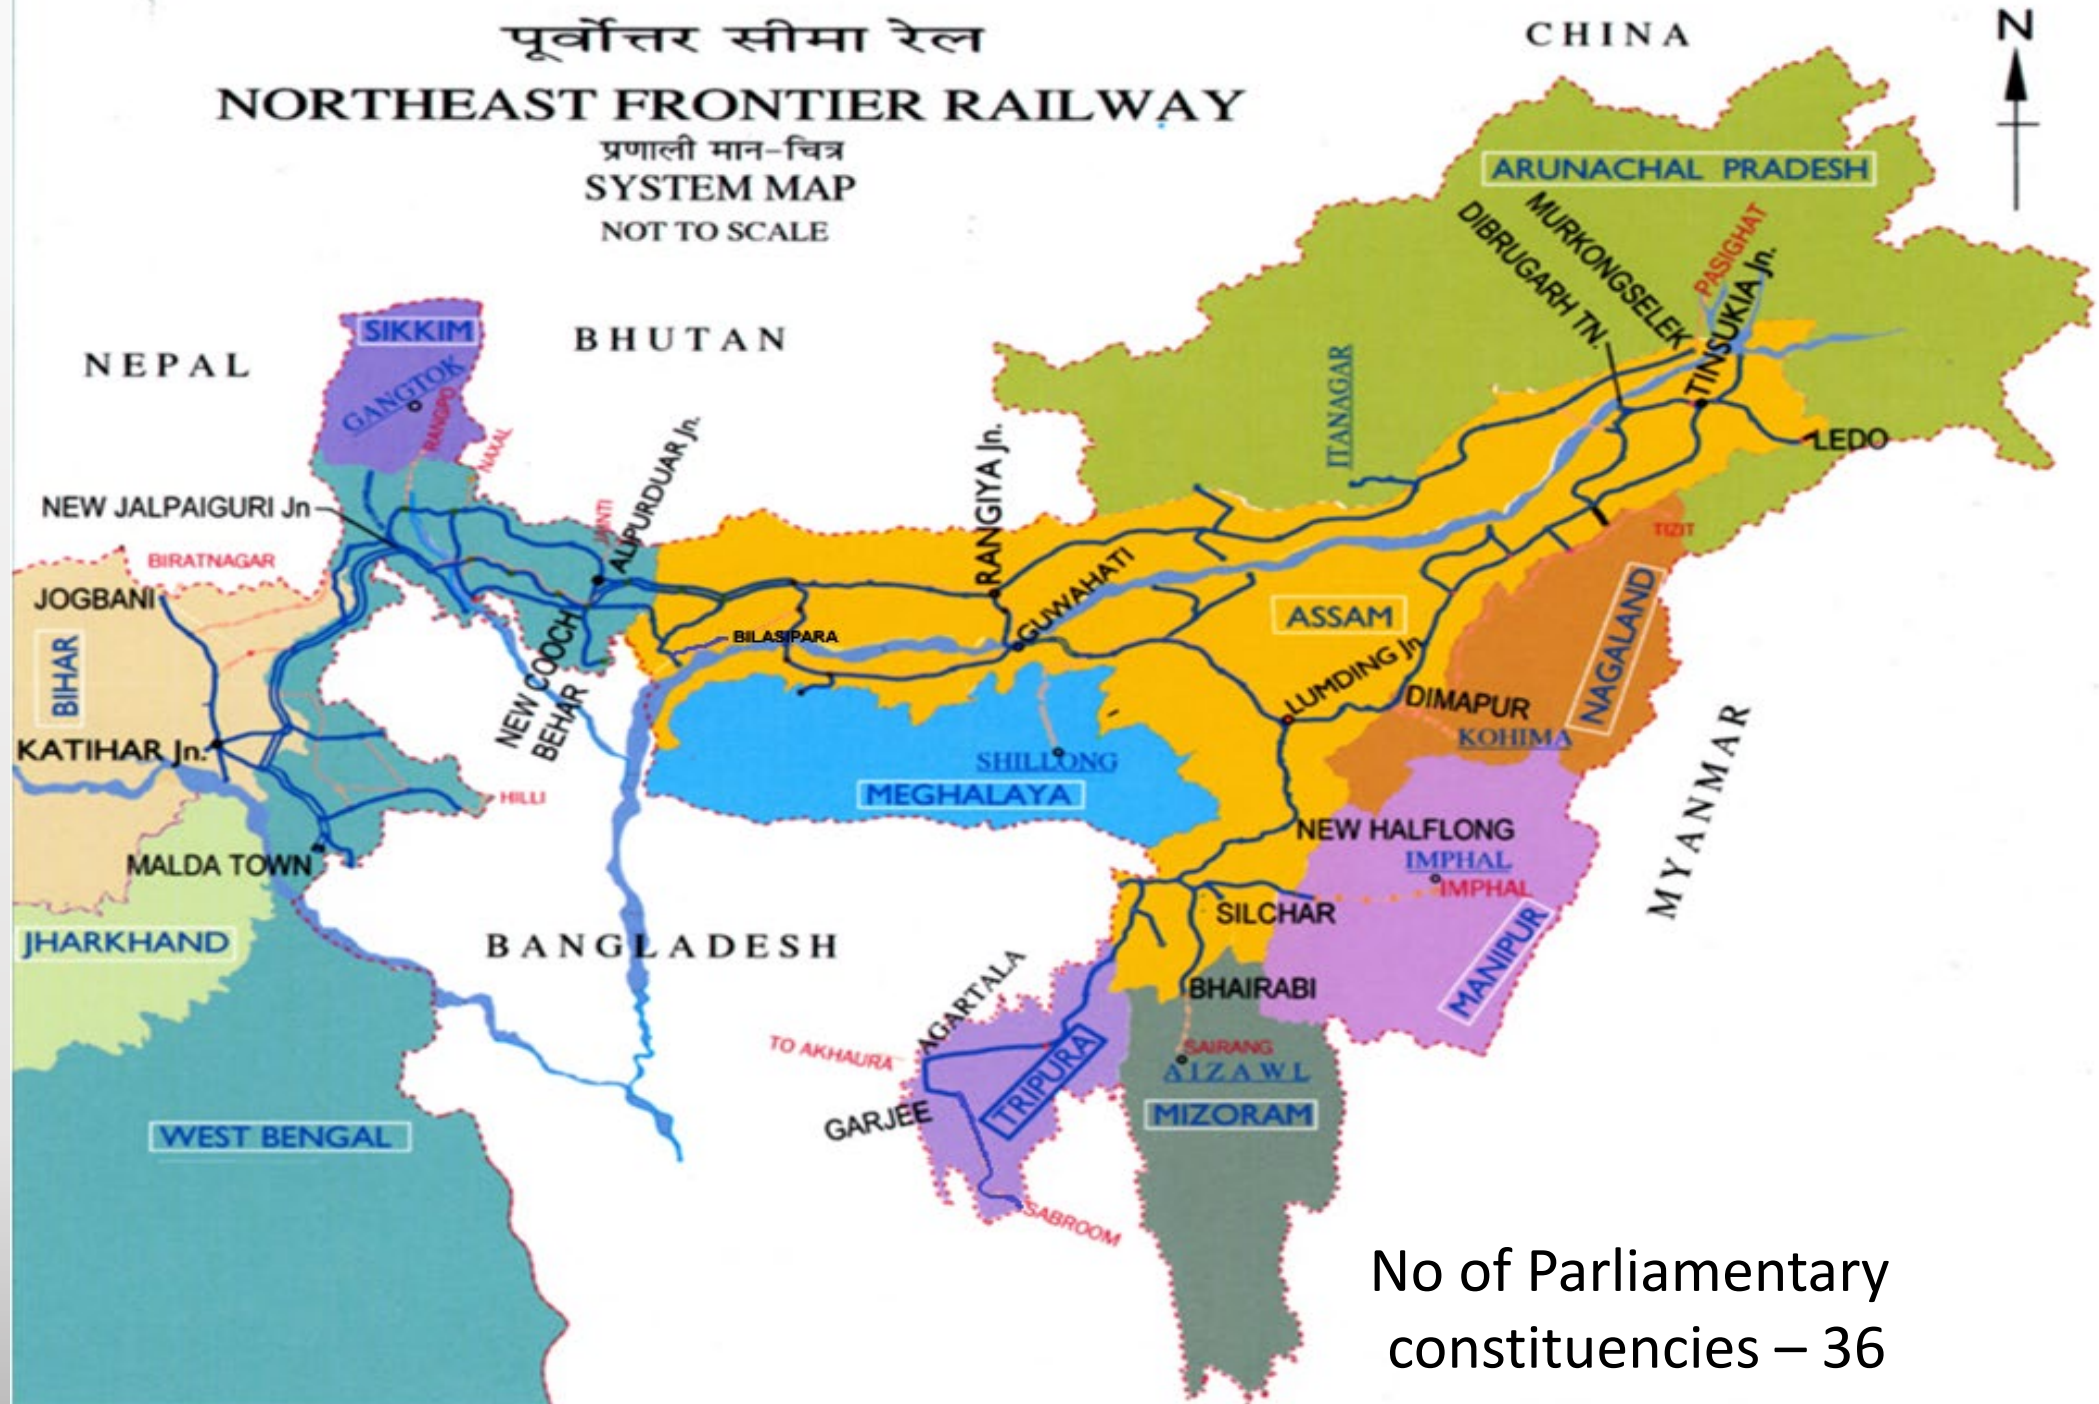 पूर्वोत्तर सीमा रेल
NORTHEAST FRONTIER RAILWAY
प्रणाली मान-चित्र
SYSTEM MAP
NOT TO SCALE
CHINA
N
ARUNACHAL PRADESH
MURKONGSELEK
DIBRUGARH TN.
PASIGHAT
TINSUKIA Jn.
LEDO
ITANAGAR
SIKKIM
GANGTOK
RANGPO
NAXAL
NEPAL
BHUTAN
ALIPURDUAR Jn.
RANGIYA Jn.
NEW JALPAIGURI Jn
BIRATNAGAR
JOGBANI
BIHAR
KATIHAR Jn.
NEW COOCH
BEHAR
BILASIPARA
GUWAHATI
ASSAM
LUMDING Jn
DIMAPUR
KOHIMA
NAGALAND
TIZIT
MYANMAR
SHILLONG
MEGHALAYA
HILLI
MALDA TOWN
JHARKHAND
BANGLADESH
WEST BENGAL
NEW HALFLONG
IMPHAL
IMPHAL
MANIPUR
SILCHAR
BHAIRABI
SAIRANG
AIZAWL
MIZORAM
AGARTALA
TO AKHAURA
TRIPURA
GARJEE
SABROOM
No of Parliamentary
constituencies – 36